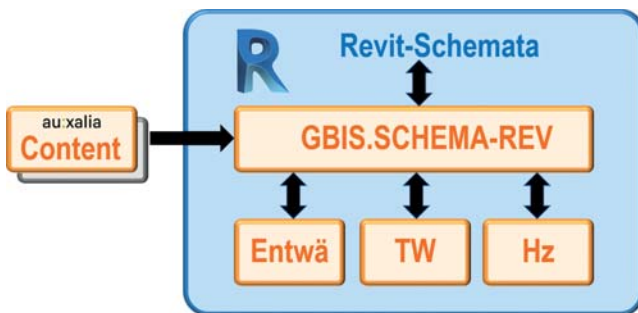 R
Revit-Schemata
au:xalia
Content
GBIS.SCHEMA-REV
Entwä
TW
Hz